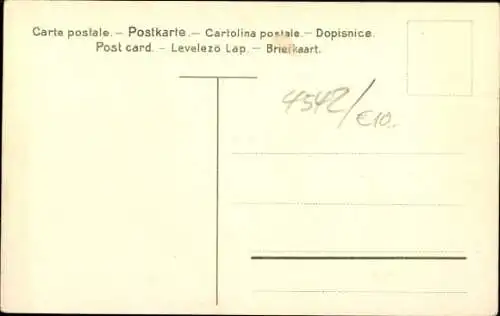 Carte postale. – Postkarte. – Cartolina postale. – Dopisnice.
Post card. – Levelező Lap. – Briefkaart.
4542/€10.